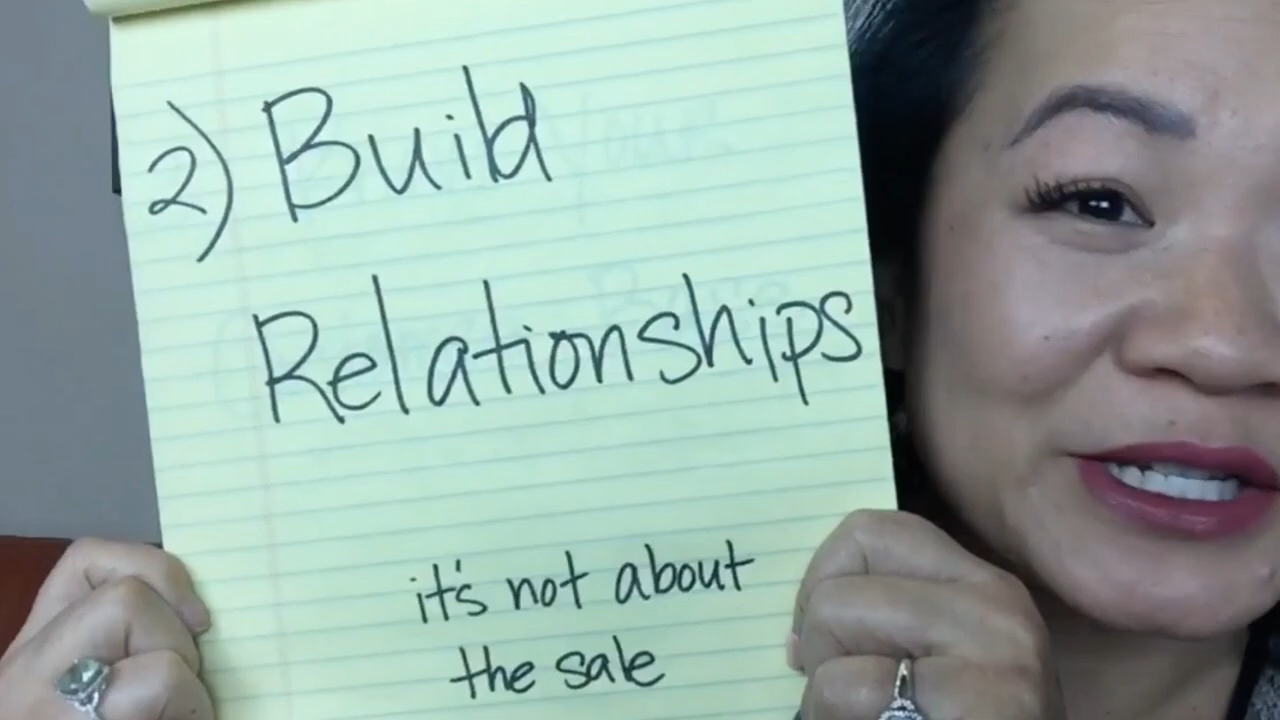 2) Build
Relationships
it's not about
the sale